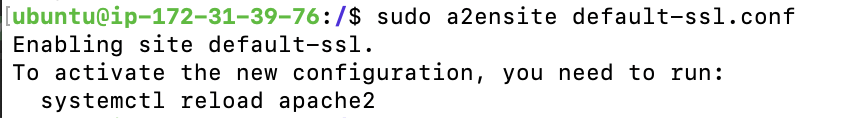 [ubuntu@ip-172-31-39-76:/$ sudo a2ensite default-ssl.conf
Enabling site default-ssl.
To activate the new configuration, you need to run:
  systemctl reload apache2